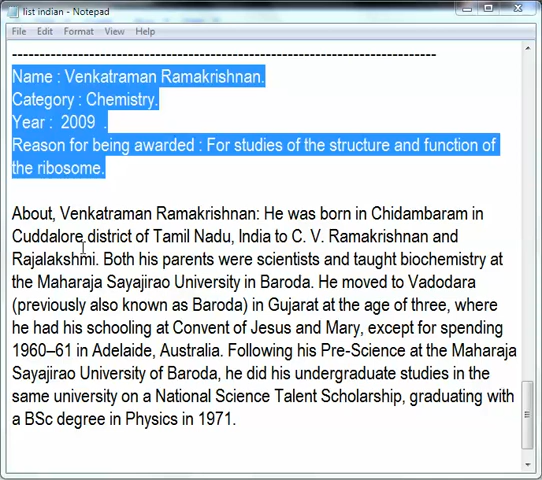 list indian - Notepad
File Edit Format View Help
--------------------------------------------------------------------------------
Name : Venkatraman Ramakrishnan.
Category : Chemistry.
Year :  2009  .
Reason for being awarded : For studies of the structure and function of
the ribosome.
About, Venkatraman Ramakrishnan: He was born in Chidambaram in
Cuddalore district of Tamil Nadu, India to C. V. Ramakrishnan and
Rajalakshmi. Both his parents were scientists and taught biochemistry at
the Maharaja Sayajirao University in Baroda. He moved to Vadodara
(previously also known as Baroda) in Gujarat at the age of three, where
he had his schooling at Convent of Jesus and Mary, except for spending
1960–61 in Adelaide, Australia. Following his Pre-Science at the Maharaja
Sayajirao University of Baroda, he did his undergraduate studies in the
same university on a National Science Talent Scholarship, graduating with
a BSc degree in Physics in 1971.